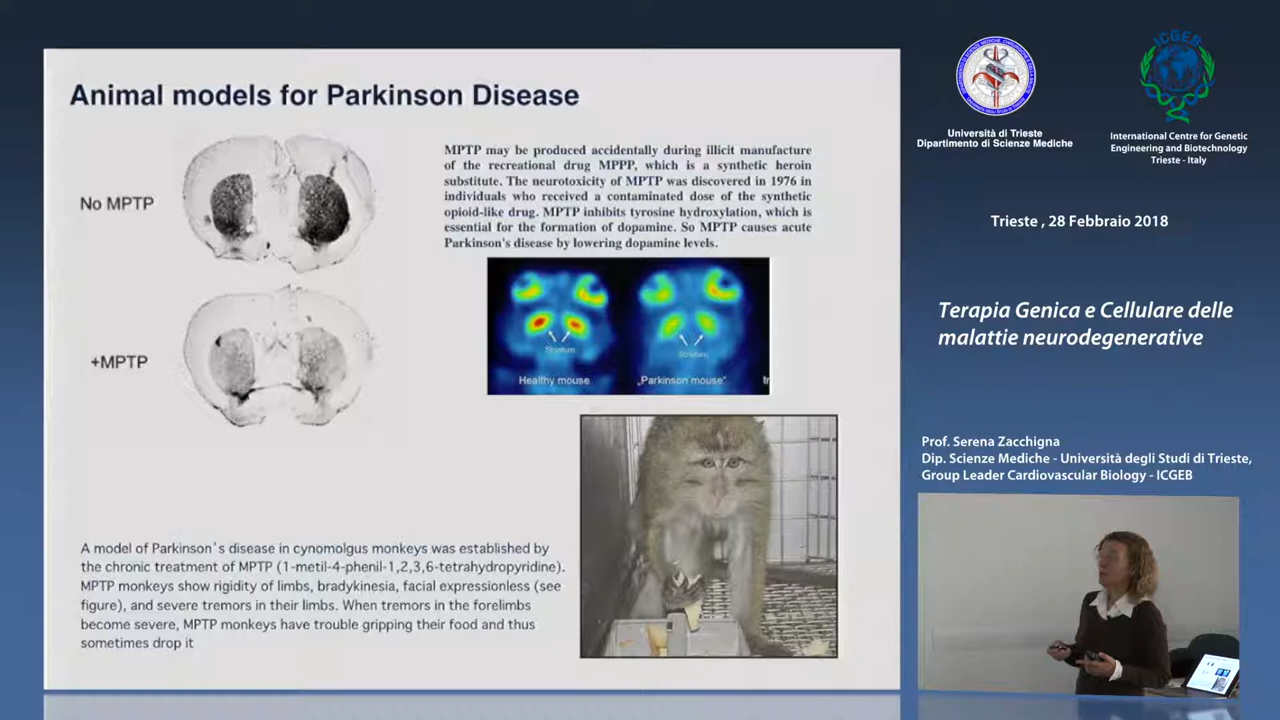 Animal models for Parkinson Disease
No MPTP
+MPTP
MPTP may be produced accidentally during illicit manufacture
of the recreational drug MPPP, which is a synthetic heroin
substitute. The neurotoxicity of MPTP was discovered in 1976 in
individuals who received a contaminated dose of the synthetic
opioid-like drug. MPTP inhibits tyrosine hydroxylation, which is
essential for the formation of dopamine. So MPTP causes acute
Parkinson's disease by lowering dopamine levels.
Striatum
Striatum
Healthy mouse
„Parkinson mouse"
tr
A model of Parkinson's disease in cynomolgus monkeys was established by
the chronic treatment of MPTP (1-metil-4-phenil-1,2,3,6-tetrahydropyridine).
MPTP monkeys show rigidity of limbs, bradykinesia, facial expressionless (see
figure), and severe tremors in their limbs. When tremors in the forelimbs
become severe, MPTP monkeys have trouble gripping their food and thus
sometimes drop it
Università di Trieste
Dipartimento di Scienze Mediche
ICGEB
International Centre for Genetic
Engineering and Biotechnology
Trieste - Italy
Trieste , 28 Febbraio 2018
Terapia Genica e Cellulare delle
malattie neurodegenerative
Prof. Serena Zacchigna
Dip. Scienze Mediche - Università degli Studi di Trieste,
Group Leader Cardiovascular Biology - ICGEB